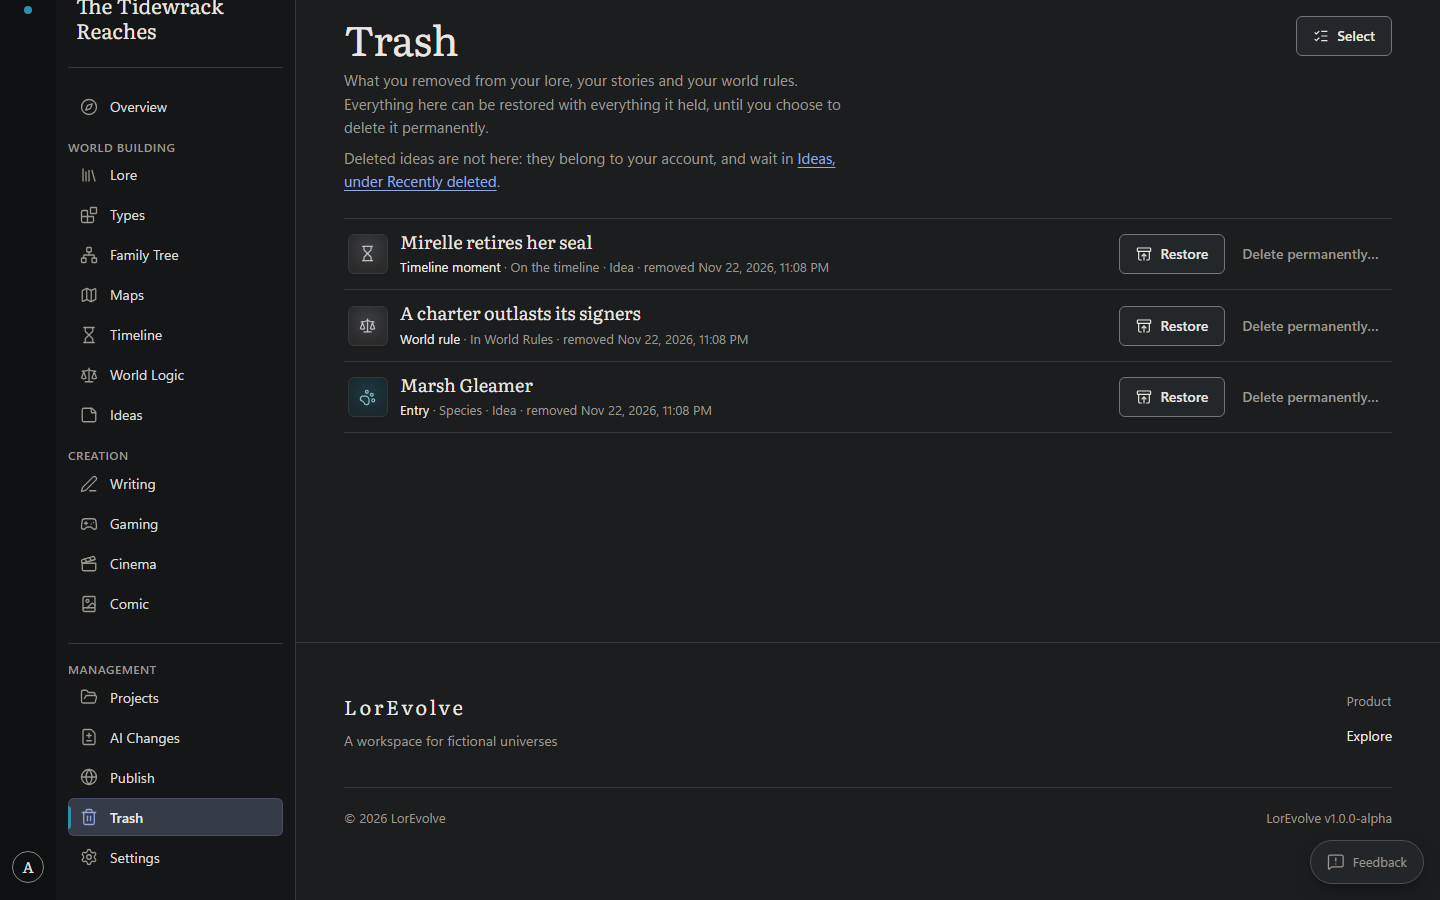 The Tidewrack
Reaches
Overview
WORLD BUILDING
Lore
Types
Family Tree
Maps
Timeline
World Logic
Ideas
CREATION
Writing
Gaming
Cinema
Comic
MANAGEMENT
Projects
AI Changes
Publish
Trash
Settings
A
Trash
Select
What you removed from your lore, your stories and your world rules.
Everything here can be restored with everything it held, until you choose to
delete it permanently.
Deleted ideas are not here: they belong to your account, and wait in Ideas,
under Recently deleted.
Mirelle retires her seal
Timeline moment · On the timeline · Idea · removed Nov 22, 2026, 11:08 PM
Restore
Delete permanently...
A charter outlasts its signers
World rule · In World Rules · removed Nov 22, 2026, 11:08 PM
Restore
Delete permanently...
Marsh Gleamer
Entry · Species · Idea · removed Nov 22, 2026, 11:08 PM
Restore
Delete permanently...
LorEvolve
A workspace for fictional universes
Product
Explore
© 2026 LorEvolve
LorEvolve v1.0.0-alpha
Feedback